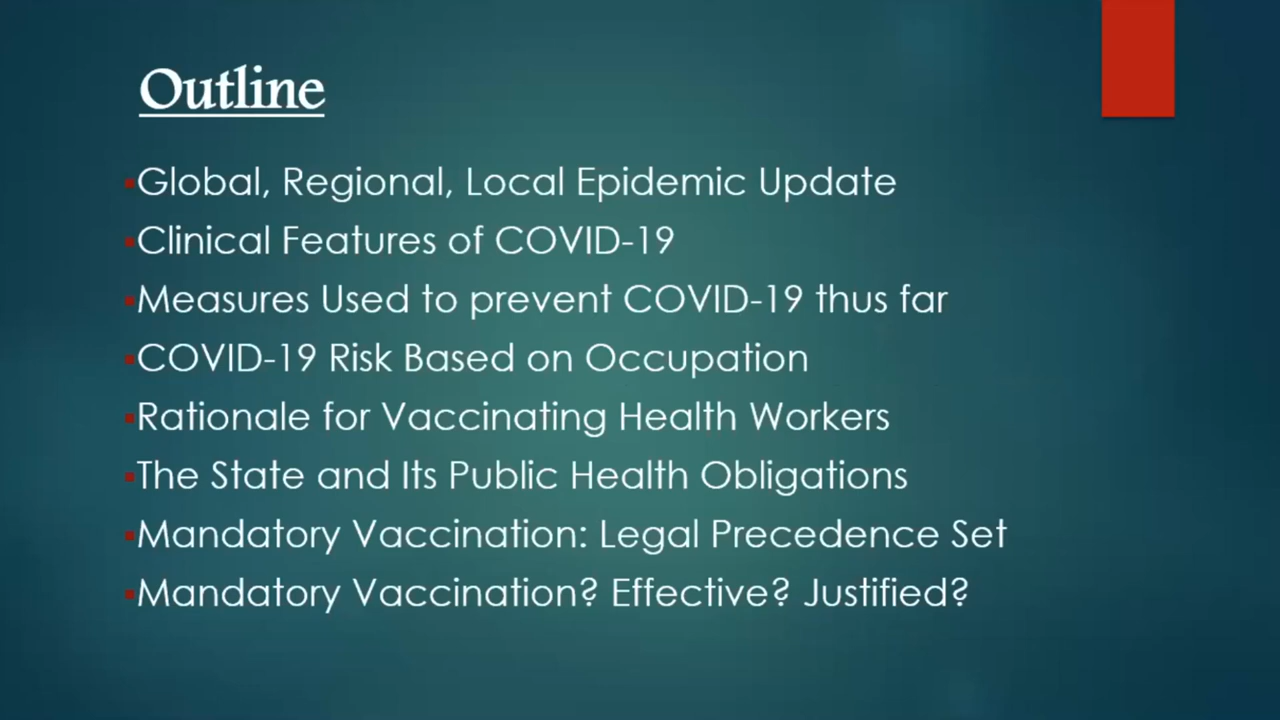 Outline
▪Global, Regional, Local Epidemic Update
▪Clinical Features of COVID-19
▪Measures Used to prevent COVID-19 thus far
▪COVID-19 Risk Based on Occupation
▪Rationale for Vaccinating Health Workers
▪The State and Its Public Health Obligations
▪Mandatory Vaccination: Legal Precedence Set
▪Mandatory Vaccination? Effective? Justified?